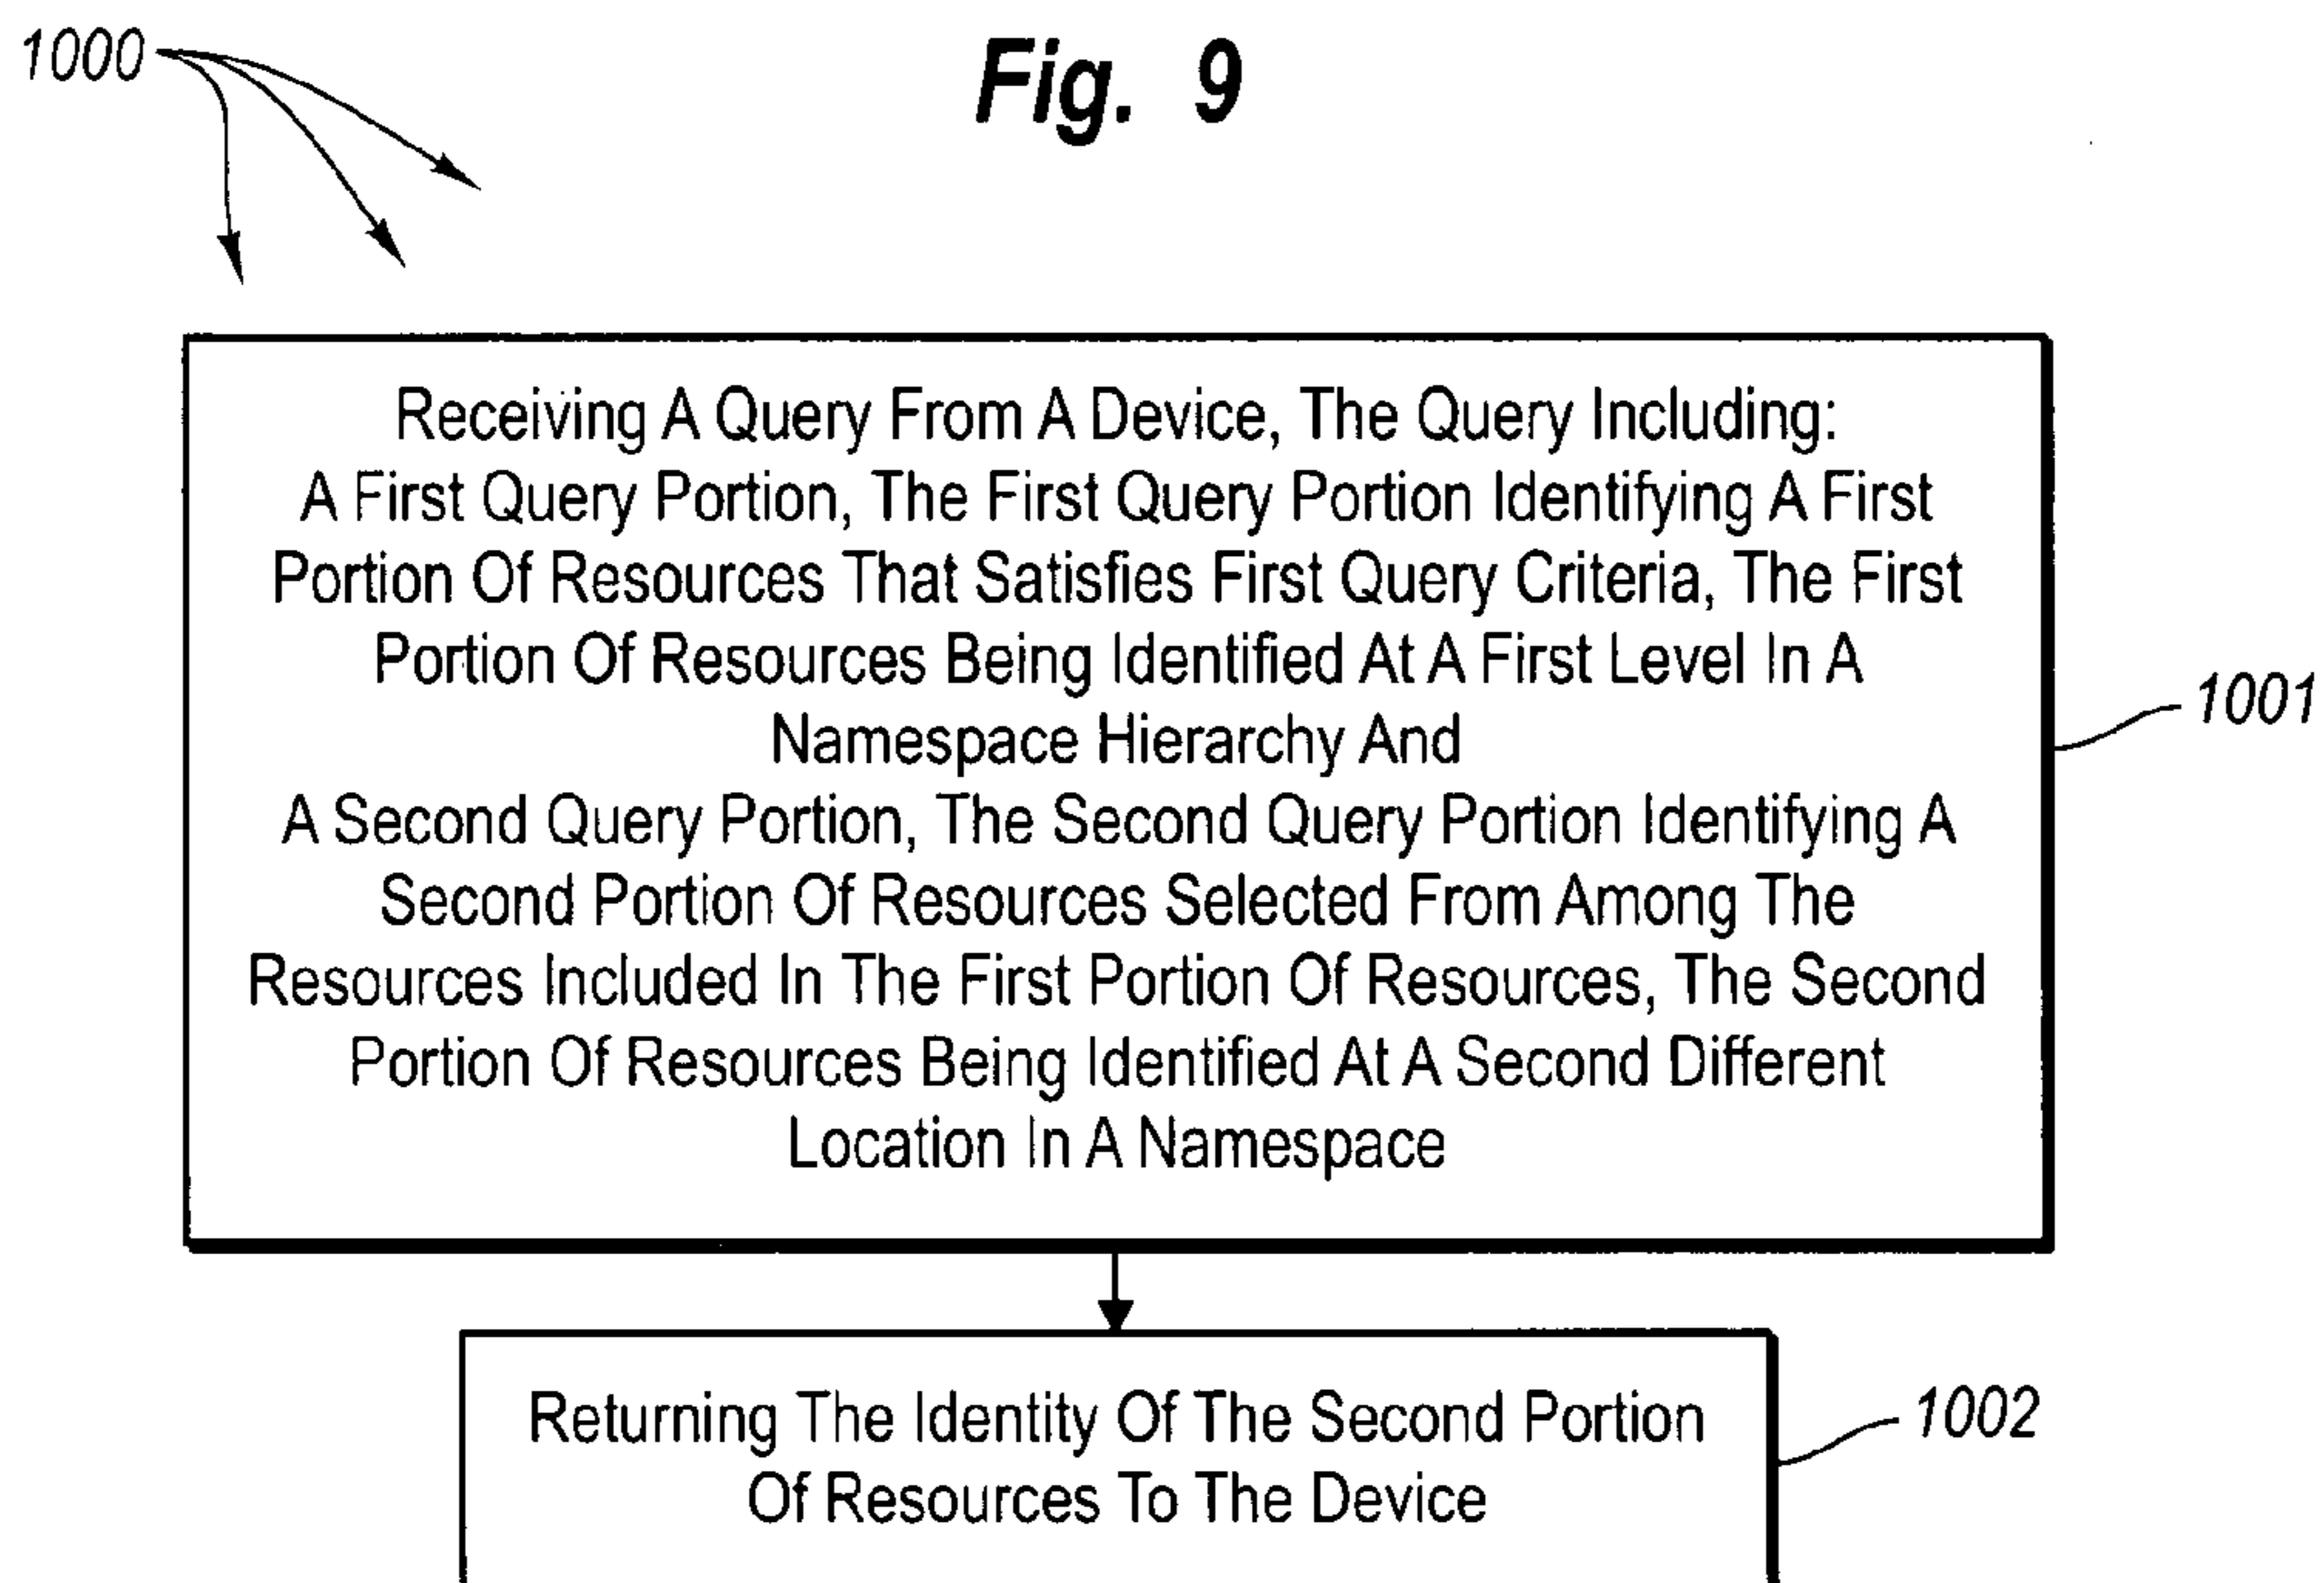 1000
Fig. 9
Receiving A Query From A Device, The Query Including:
A First Query Portion, The First Query Portion Identifying A First
Portion Of Resources That Satisfies First Query Criteria, The First
Portion Of Resources Being Identified At A First Level In A
Namespace Hierarchy And
A Second Query Portion, The Second Query Portion Identifying A
Second Portion Of Resources Selected From Among The
Resources Included In The First Portion Of Resources, The Second
Portion Of Resources Being Identified At A Second Different
Location In A Namespace
1001
Returning The Identity Of The Second Portion
Of Resources To The Device
1002